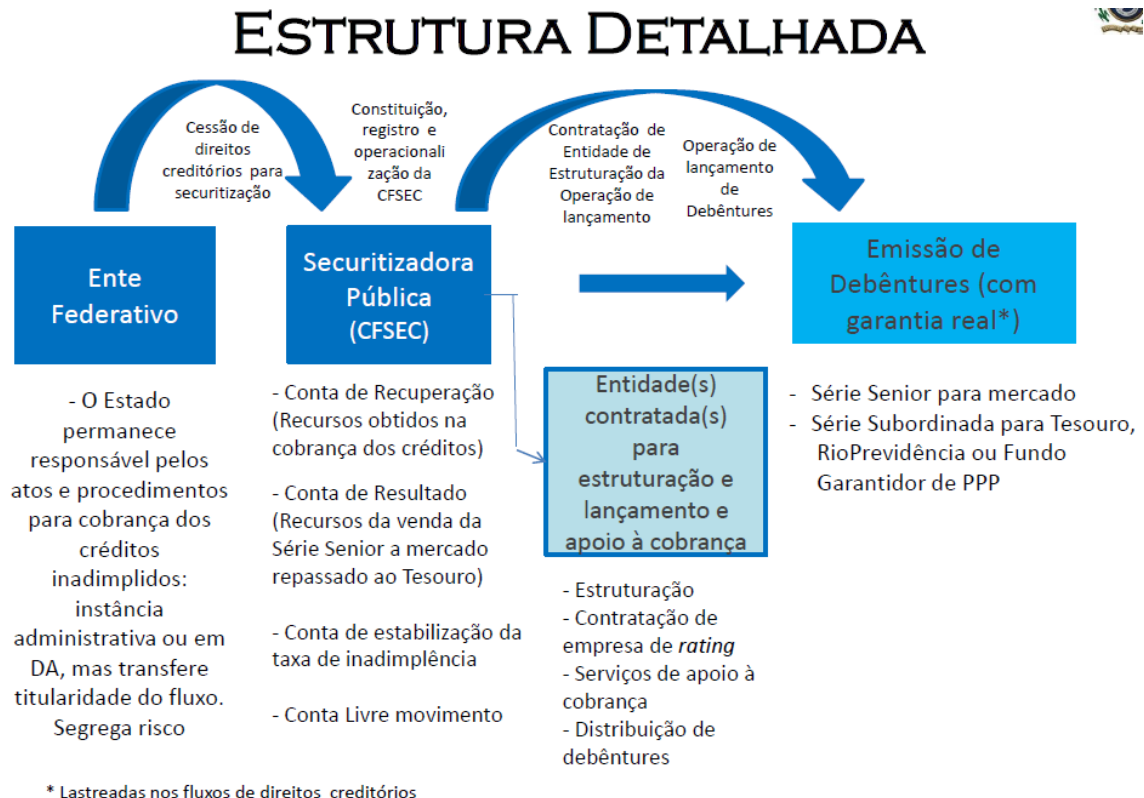 ESTRUTURA DETALHADA
Cessão de
direitos
creditórios para
securitização
Constituição,
registro e
operacionali
zação da
CFSEC
Contratação de
Entidade de
Estruturação da
Operação de
lançamento
Operação de
lançamento
de
Debêntures
Ente
Federativo
- O Estado
permanece
responsável pelos
atos e procedimentos
para cobrança dos
créditos
inadimplidos:
instância
administrativa ou em
DA, mas transfere
titularidade do fluxo.
Segrega risco
Securitizadora
Pública
(CFSEC)
- Conta de Recuperação
(Recursos obtidos na
cobrança dos créditos)
- Conta de Resultado
(Recursos da venda da
Série Senior a mercado
repassado ao Tesouro)
- Conta de estabilização da
taxa de inadimplência
- Conta Livre movimento
Entidade(s)
contratada(s)
para
estruturação e
lançamento e
apoio à cobrança
- Estruturação
- Contratação de
empresa de rating
- Serviços de apoio à
cobrança
- Distribuição de
debêntures
Emissão de
Debêntures (com
garantia real*)
- Série Senior para mercado
- Série Subordinada para Tesouro,
RioPrevidência ou Fundo
Garantidor de PPP
* Lastreadas nos fluxos de direitos creditórios